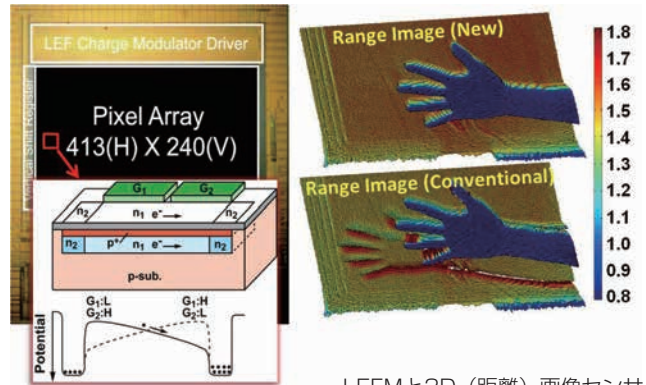 LEF Charge Modulator Driver
Pixel Array
413(H) X 240(V)
G1 G2
n2 n1 e- n2
n2 p+ n1 e- n2
p-sub.
G1:L G1:H
G2:H G2:L
Potential
Range Image (New)
Range Image (Conventional)
1.8
1.7
1.6
1.5
1.4
1.3
1.2
1.1
1.0
0.9
0.8
LEFMと3D（距離）画像センサ